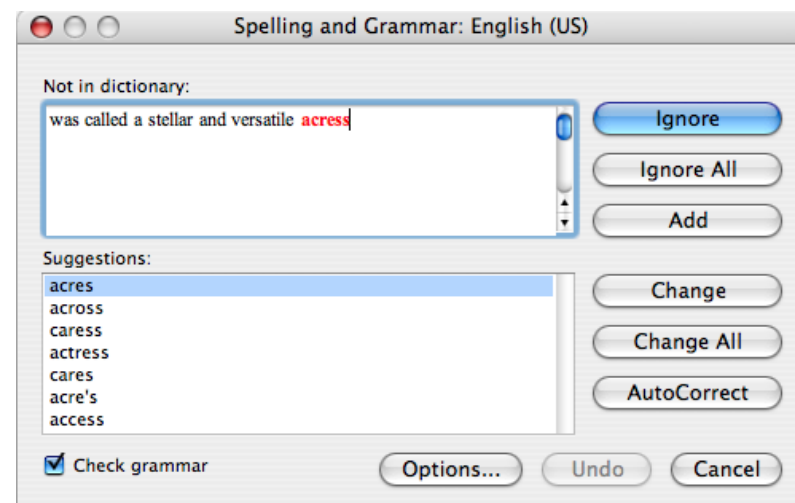 Spelling and Grammar: English (US)
Not in dictionary:
was called a stellar and versatile acress
Ignore
Ignore All
Add
Suggestions:
acres
across
caress
actress
cares
acre's
access
Change
Change All
AutoCorrect
Check grammar
Options...
Undo
Cancel